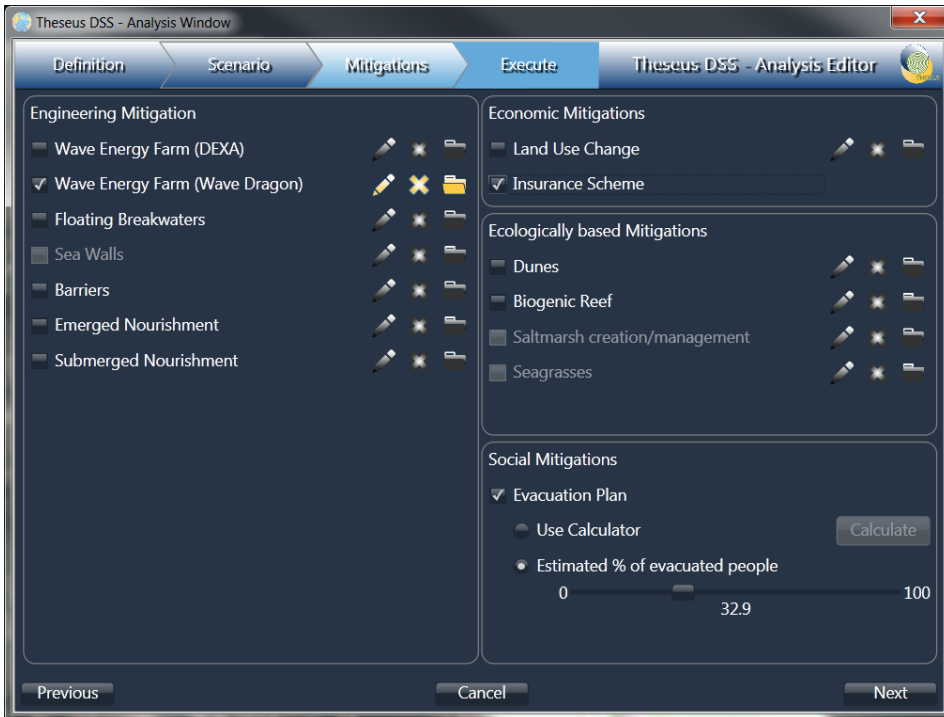 Theseus DSS - Analysis Window
Definition
Scenario
Mitigations
Execute
Theseus DSS - Analysis Editor
THESEUS
Engineering Mitigation
Wave Energy Farm (DEXA)
Wave Energy Farm (Wave Dragon)
Floating Breakwaters
Sea Walls
Barriers
Emerged Nourishment
Submerged Nourishment
Economic Mitigations
Land Use Change
Insurance Scheme
Ecologically based Mitigations
Dunes
Biogenic Reef
Saltmarsh creation/management
Seagrasses
Social Mitigations
Evacuation Plan
Use Calculator
Calculate
Estimated % of evacuated people
0
100
32.9
Previous
Cancel
Next